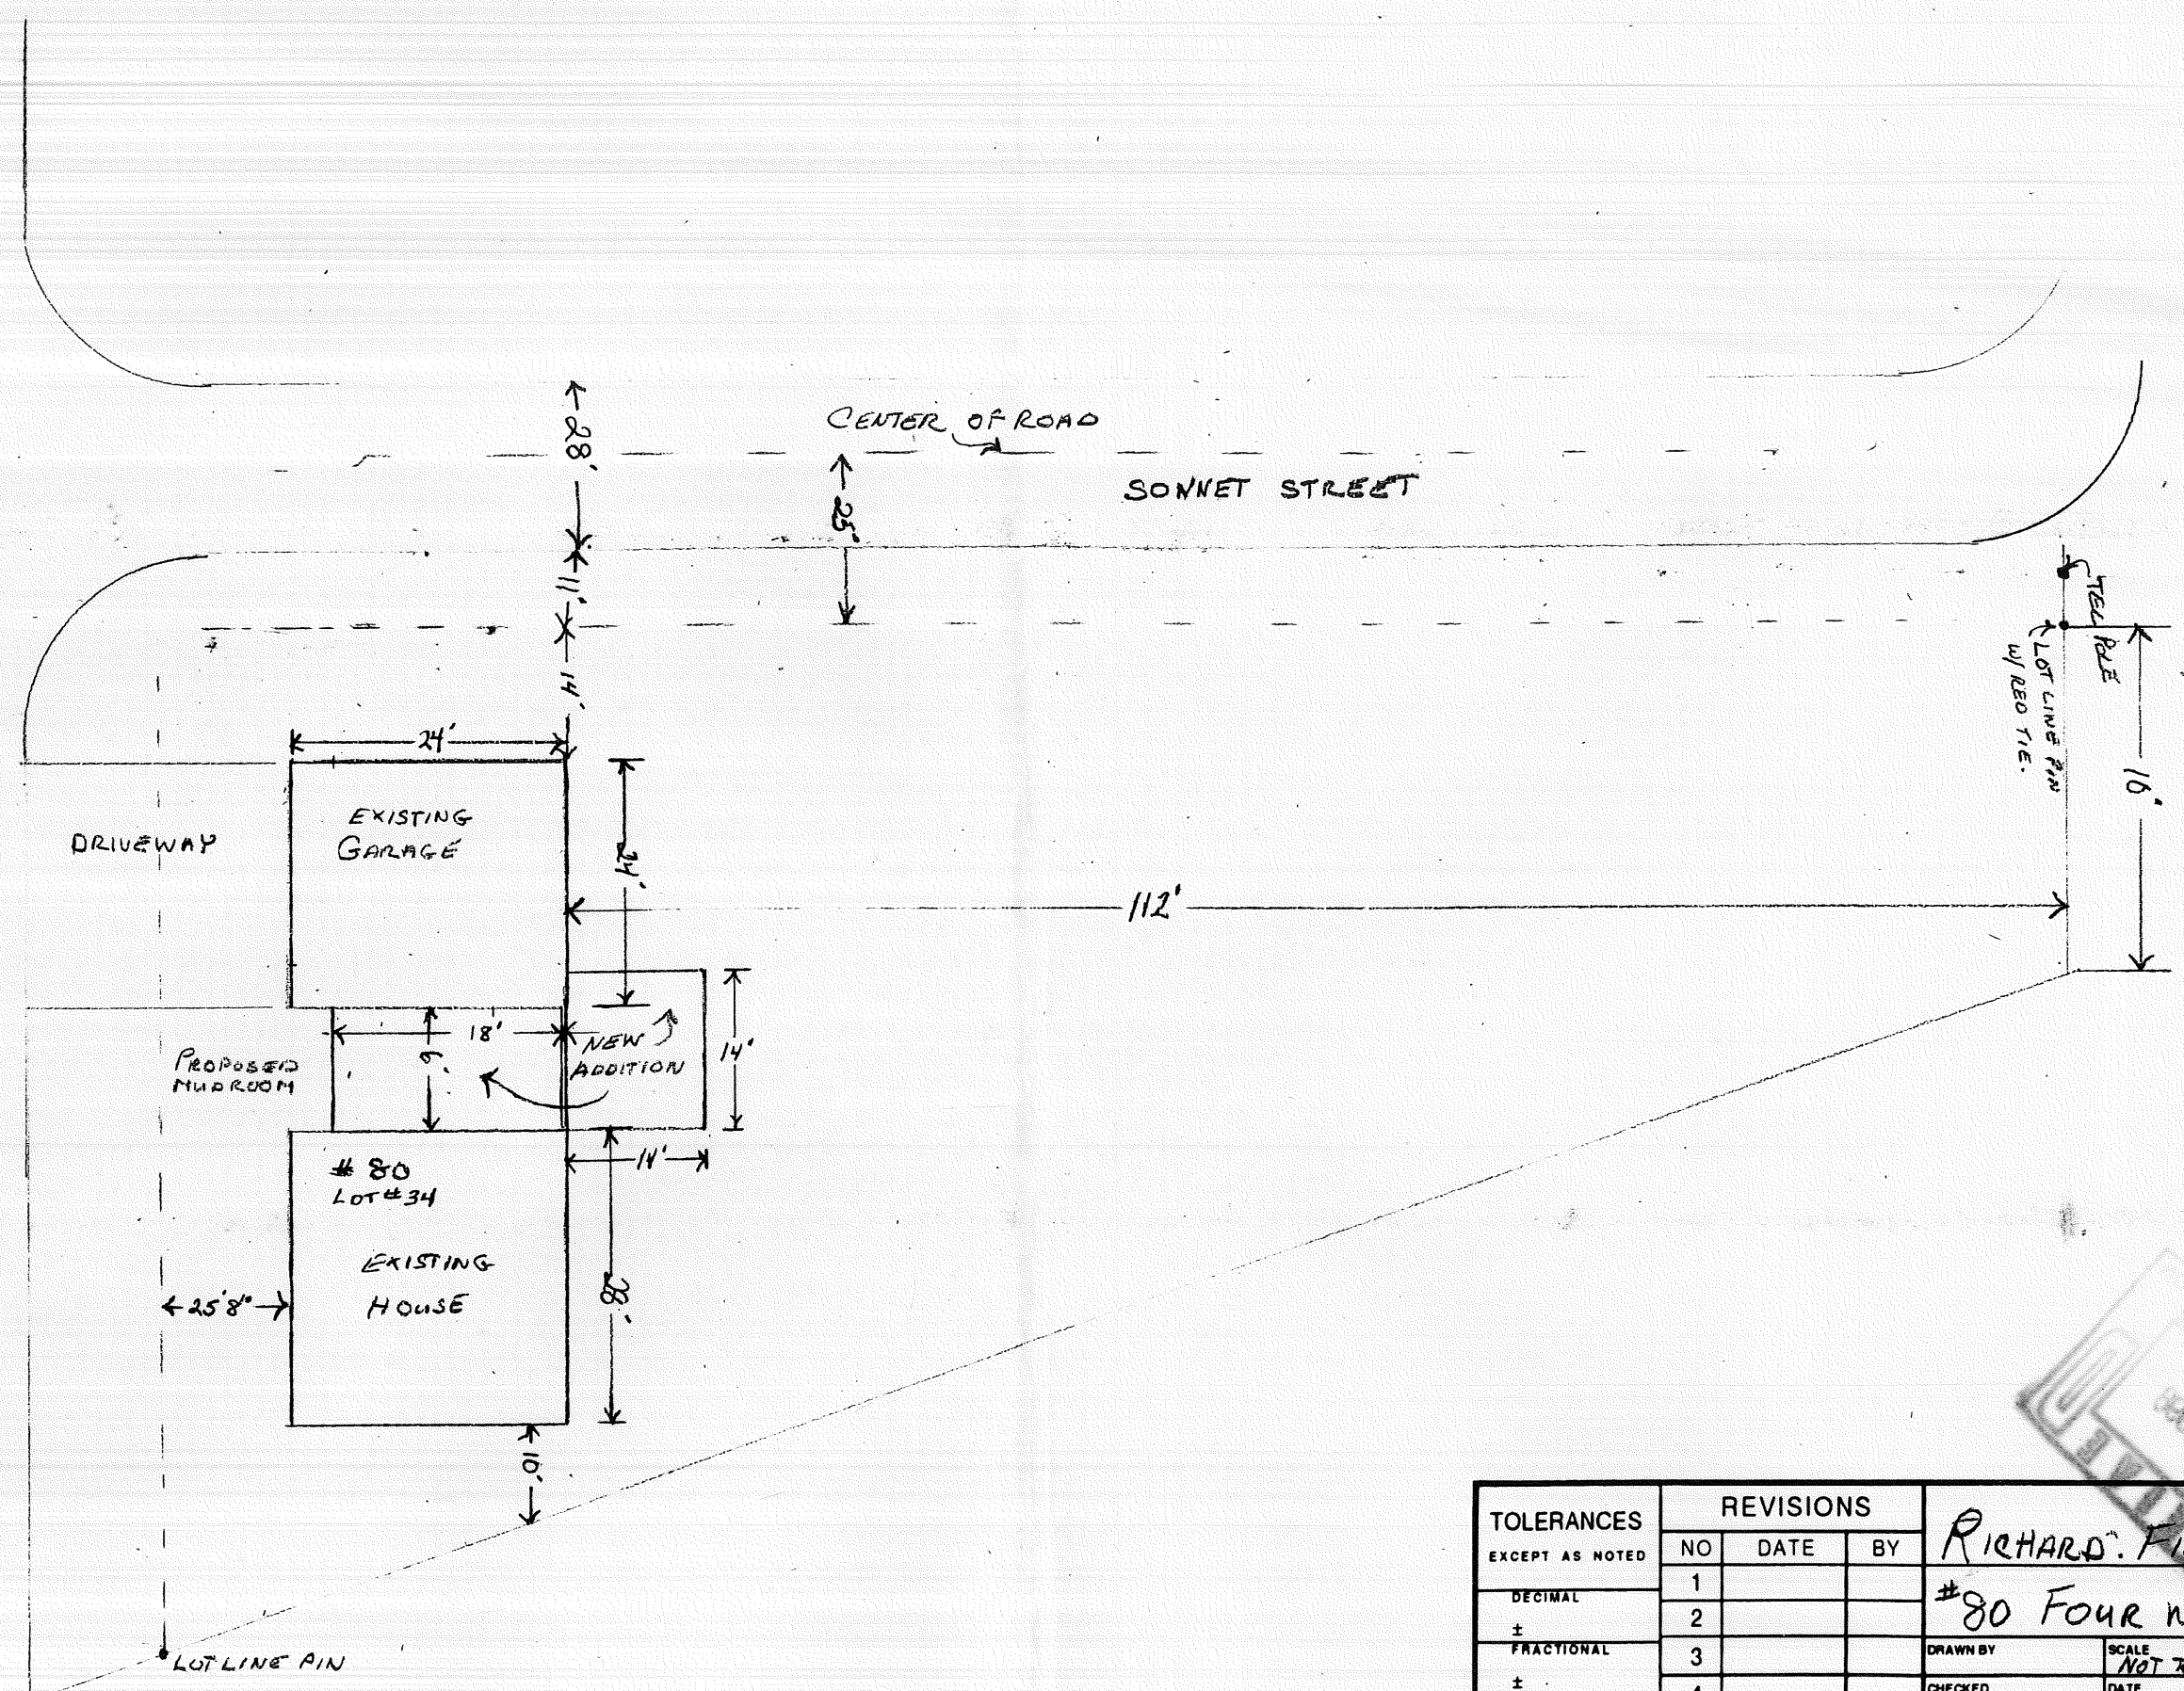 28'
CENTER OF ROAD
SONNET STREET
25'
11'
14'
TEL POLE
LOT LINE PIN
W/ RED TIE.
16'
24'
EXISTING
GARAGE
24'
DRIVEWAY
112'
18'
9'
NEW
ADDITION
14'
PROPOSED
MUDROOM
14'
# 80
LOT # 34
EXISTING
HOUSE
28'
25'8"
10'
LOT LINE PIN
TOLERANCES
EXCEPT AS NOTED
DECIMAL
±
FRACTIONAL
±
REVISIONS
NO DATE BY
1
2
3
RICHARD.
#80 FOUR
DRAWN BY
SCALE
NOT
CHECKED
DATE